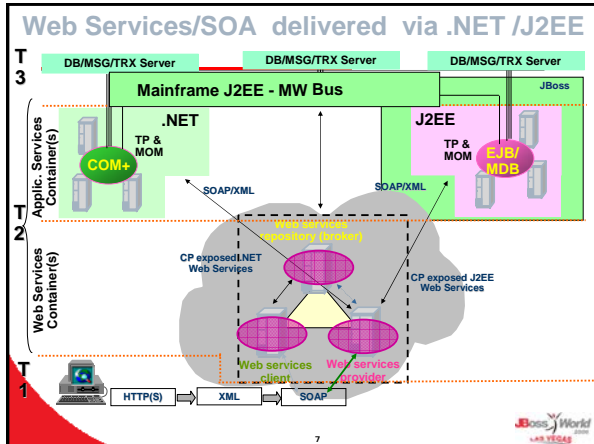 Web Services/SOA delivered via .NET /J2EE
T
3
DB/MSG/TRX Server
DB/MSG/TRX Server
DB/MSG/TRX Server
Mainframe J2EE - MW Bus
JBoss
.NET
J2EE
TP &
MOM
COM+
TP &
MOM
EJB/
MDB
Applic. Services
Container(s)
SOAP/XML
SOAP/XML
T
2
Web services
repository (broker)
CP exposed.NET
Web Services
CP exposed J2EE
Web Services
Web Services
Container(s)
Web services
client
Web services
provider
T
1
HTTP(S)
XML
SOAP
7
JBoss World
2006
LAS VEGAS